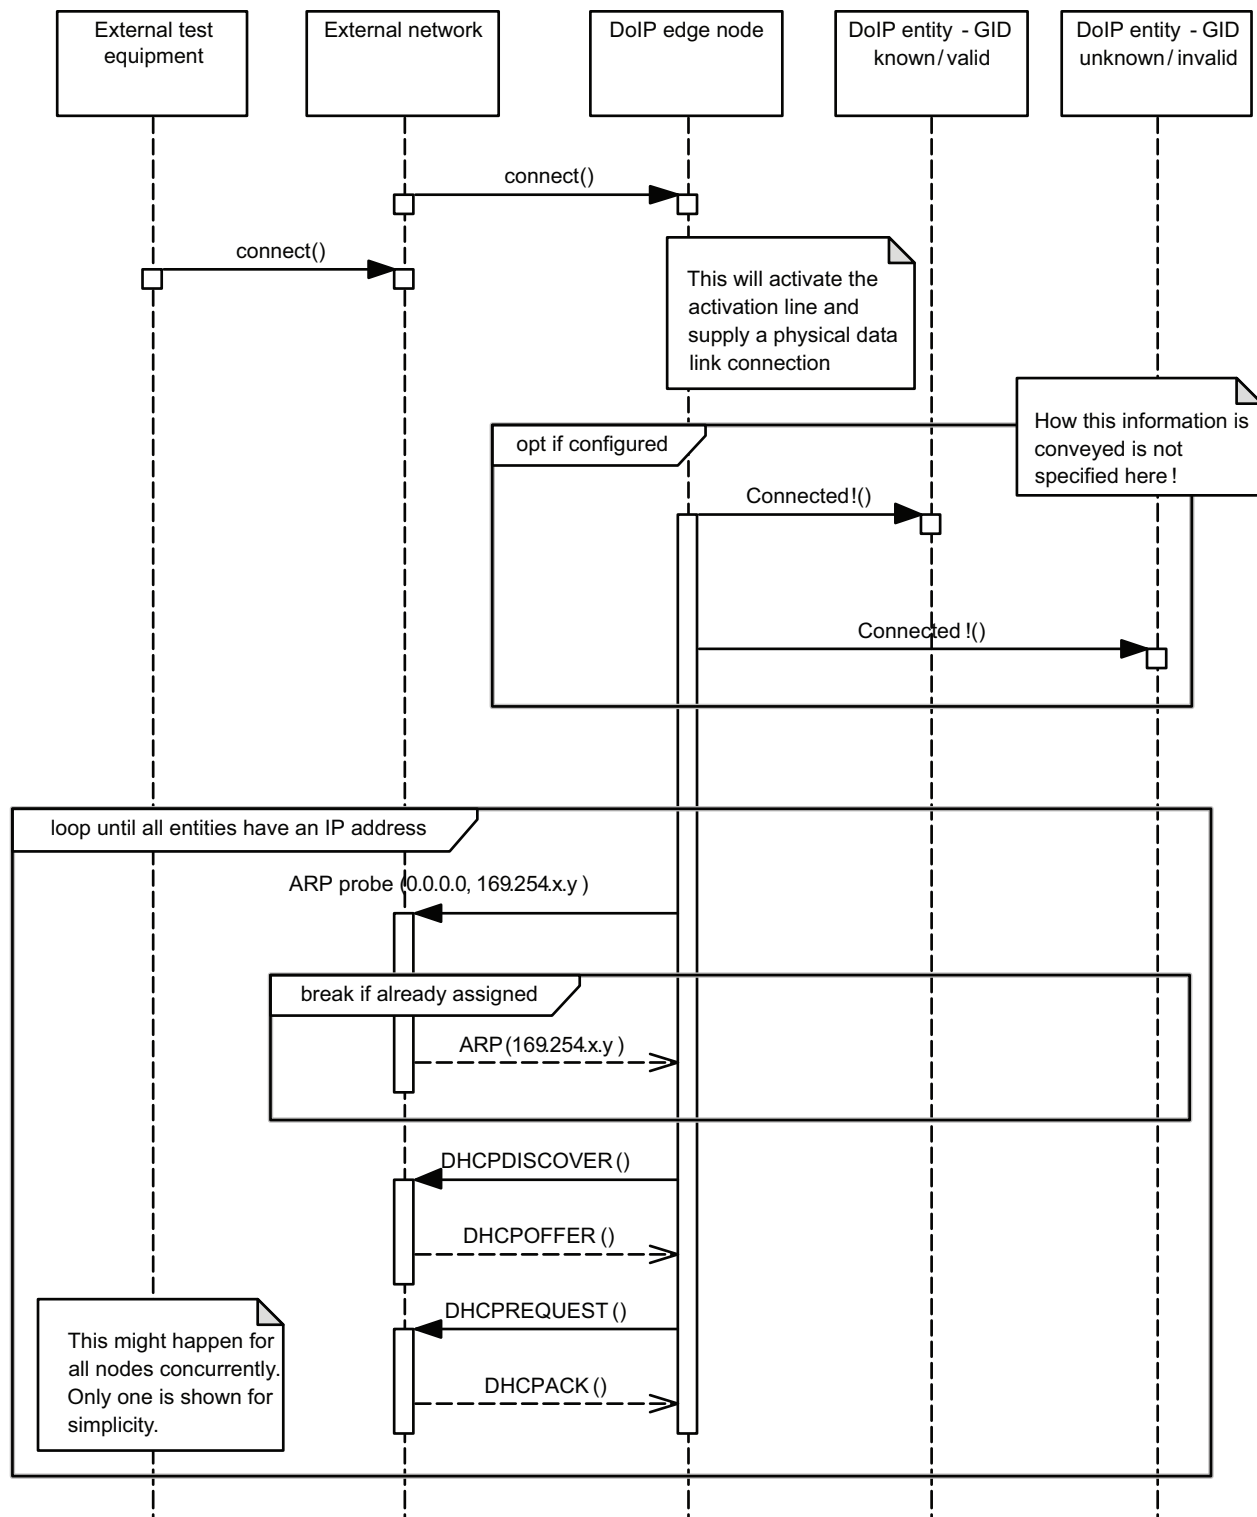 External test
equipment
External network
DoIP edge node
DoIP entity - GID
known/valid
DoIP entity - GID
unknown/invalid
connect()
connect()
This will activate the
activation line and
supply a physical data
link connection
How this information is
conveyed is not
specified here!
opt if configured
Connected!()
Connected!()
loop until all entities have an IP address
ARP probe (0.0.0.0, 169.254.x.y)
break if already assigned
ARP(169.254.x.y)
DHCPDISCOVER()
DHCPOFFER()
DHCPREQUEST()
This might happen for
all nodes concurrently.
Only one is shown for
simplicity.
DHCPACK()